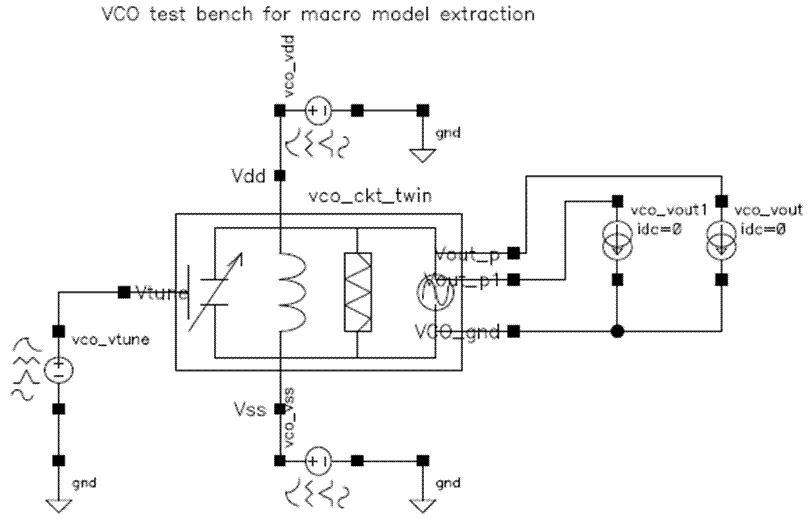 VCO test bench for macro model extraction
vco_vdd
gnd
Vdd
vco_ckt_twin
vco_vout1
idc=0
vco_vout
idc=0
Vout_p
Vout_p1
Vtune
vco_vtune
VCO_gnd
Vss
vco_vss
gnd
gnd